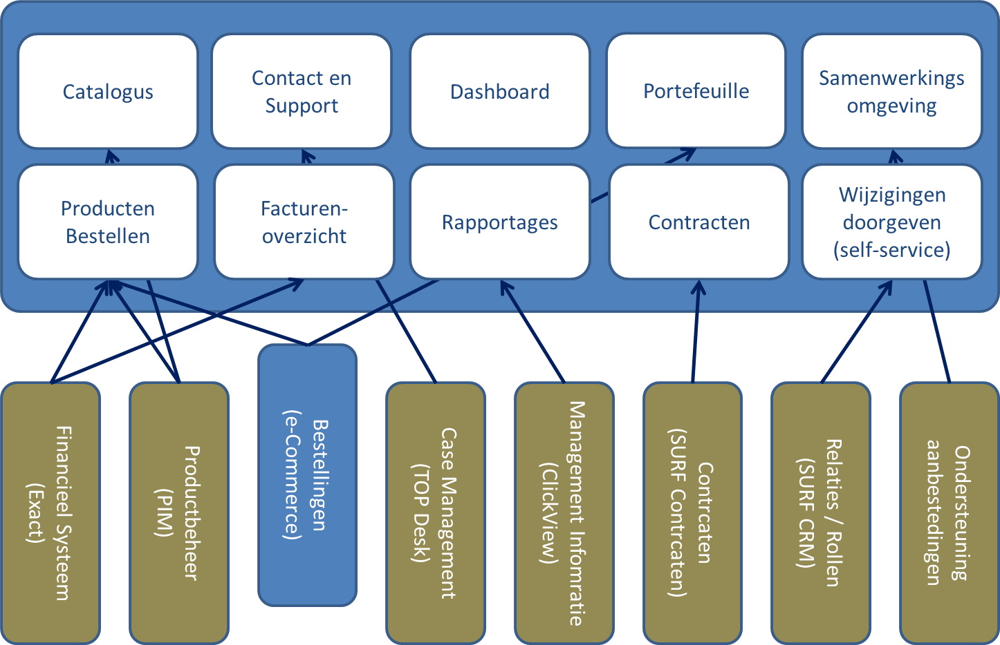 Catalogus
Contact en
Support
Dashboard
Portefeuille
Samenwerkings
omgeving
Producten
Bestellen
Facturen-
overzicht
Rapportages
Contracten
Wijzigingen
doorgeven
(self-service)
Financieel Systeem
(Exact)
Productbeheer
(PIM)
Bestellingen
(e-Commerce)
Case Management
(TOP Desk)
Management Infomratie
(ClickView)
Contrcaten
(SURF Contrcaten)
Relaties / Rollen
(SURF CRM)
Ondersteuning
aanbestedingen